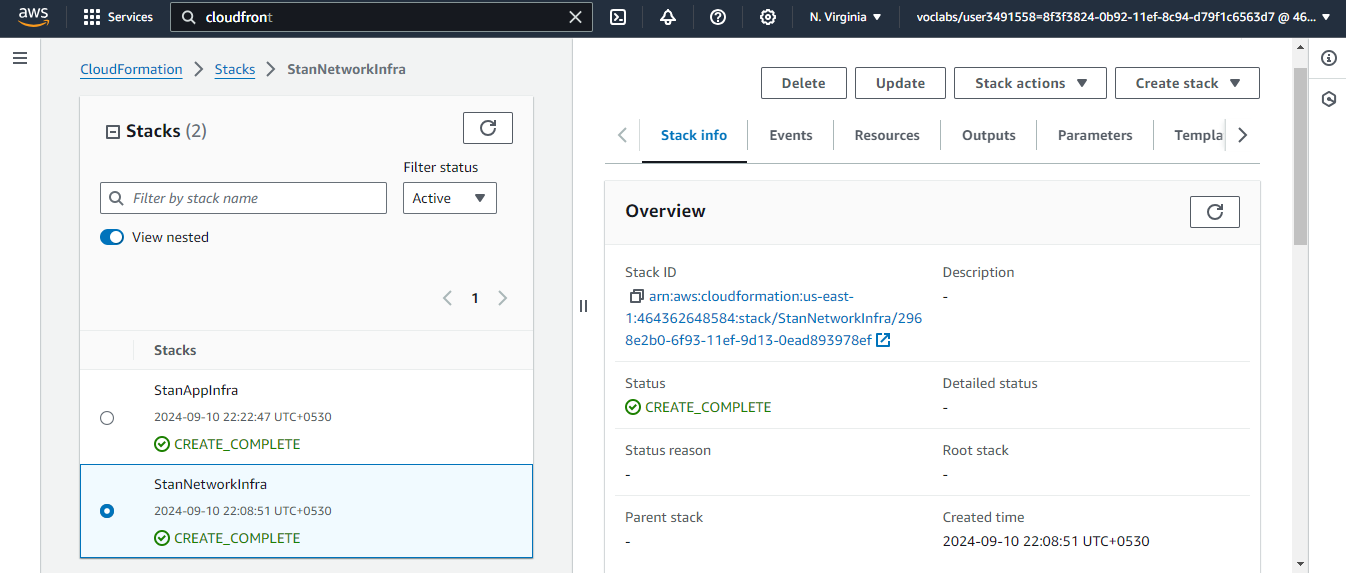 aws
Services
cloudfront
N. Virginia
voclabs/user3491558=8f3f3824-0b92-11ef-8c94-d79f1c6563d7 @ 46...
CloudFormation
Stacks
StanNetworkInfra
Stacks (2)
Filter status
Filter by stack name
Active
View nested
1
Stacks
StanAppInfra
2024-09-10 22:22:47 UTC+0530
CREATE_COMPLETE
StanNetworkInfra
2024-09-10 22:08:51 UTC+0530
CREATE_COMPLETE
Delete
Update
Stack actions
Create stack
Stack info
Events
Resources
Outputs
Parameters
Templa
Overview
Stack ID
arn:aws:cloudformation:us-east-
1:464362648584:stack/StanNetworkInfra/296
8e2b0-6f93-11ef-9d13-0ead893978ef
Description
-
Status
CREATE_COMPLETE
Detailed status
-
Status reason
-
Root stack
-
Parent stack
-
Created time
2024-09-10 22:08:51 UTC+0530